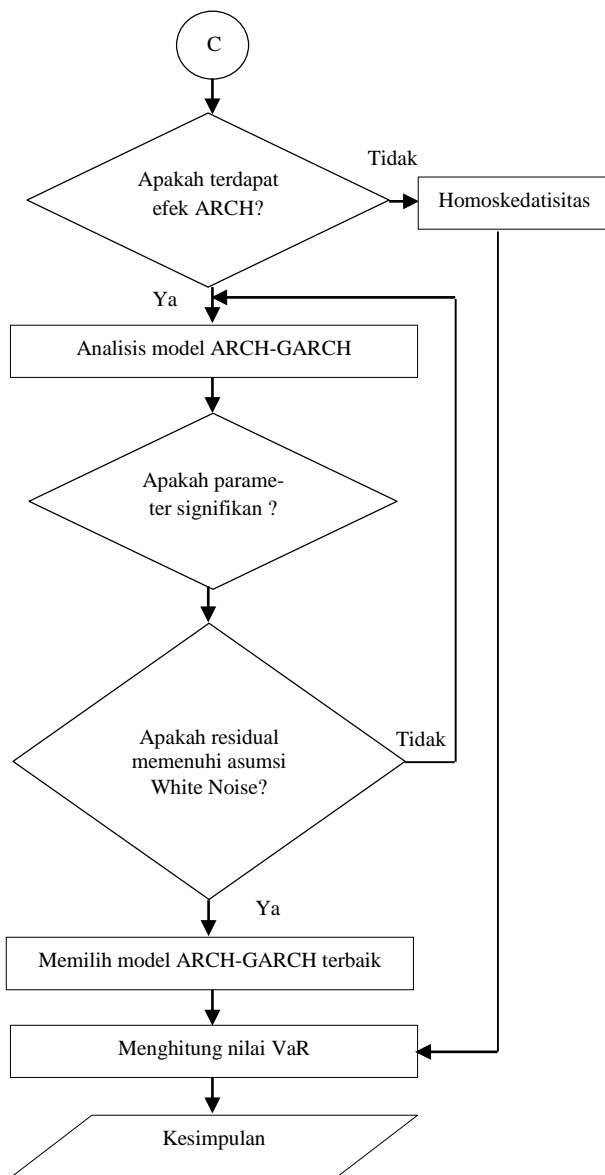 C
Tidak
Apakah terdapat
efek ARCH?
Homoskedatisitas
Ya
Analisis model ARCH-GARCH
Apakah parame-
ter signifikan ?
Apakah residual
memenuhi asumsi
White Noise?
Tidak
Ya
Memilih model ARCH-GARCH terbaik
Menghitung nilai VaR
Kesimpulan